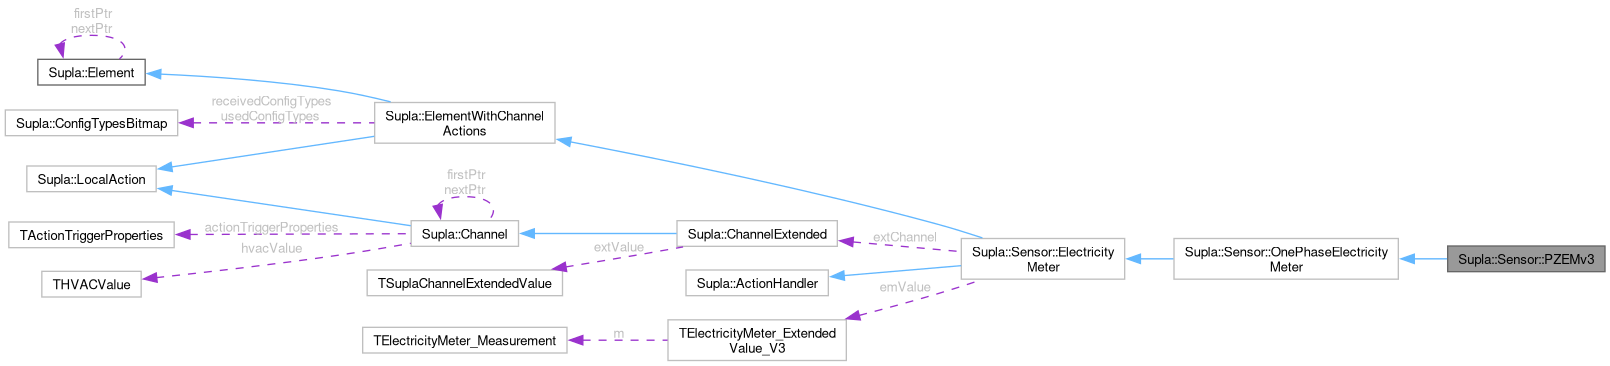 firstPtr
nextPtr
Supla::Element
receivedConfigTypes
usedConfigTypes
Supla::ConfigTypesBitmap
Supla::ElementWithChannel
Actions
Supla::LocalAction
firstPtr
nextPtr
actionTriggerProperties
TActionTriggerProperties
hvacValue
THVACValue
Supla::Channel
Supla::ChannelExtended
extValue
TSuplaChannelExtendedValue
extChannel
Supla::ActionHandler
Supla::Sensor::Electricity
Meter
emValue
Supla::Sensor::OnePhaseElectricity
Meter
Supla::Sensor::PZEMv3
TElectricityMeter_Measurement
m
TElectricityMeter_Extended
Value_V3